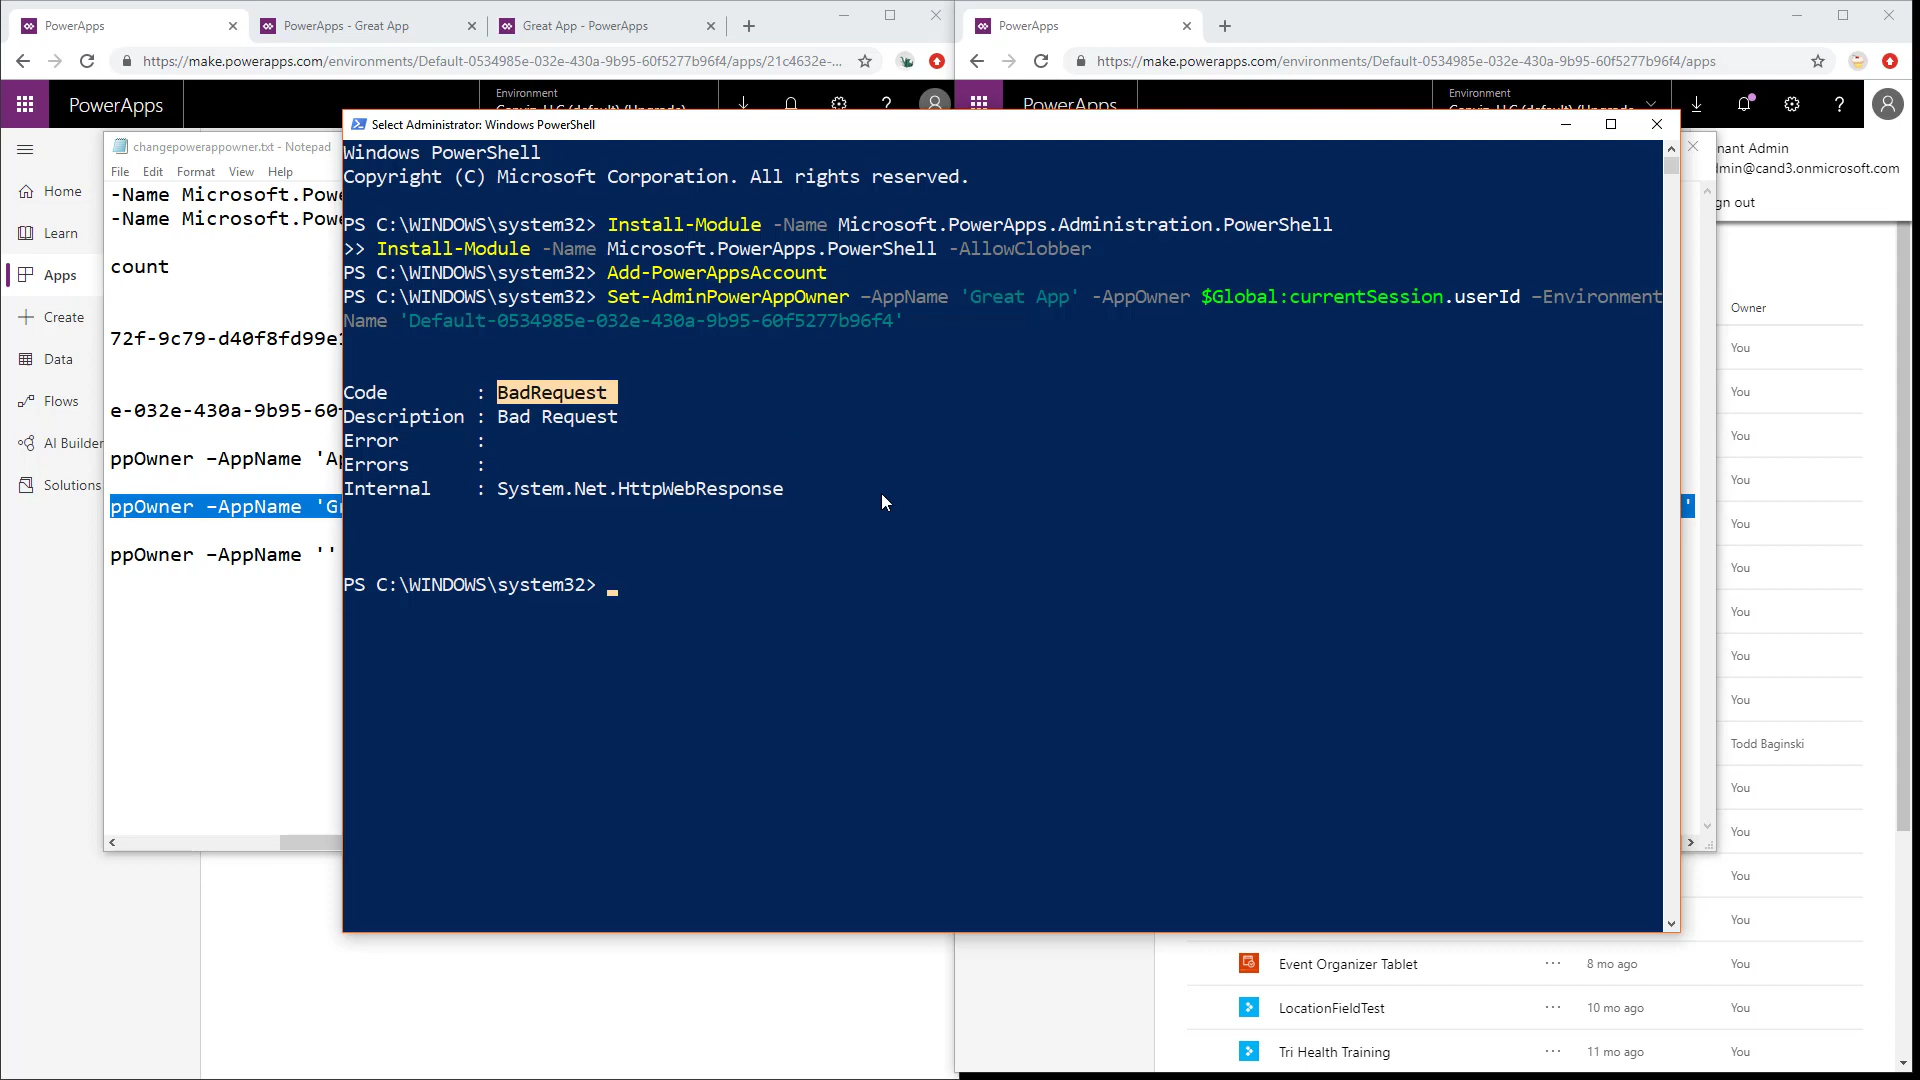 PowerApps
PowerApps - Great App
Great App - PowerApps
https://make.powerapps.com/environments/Default-0534985e-032e-430a-9b95-60f5277b96f4/apps/21c4632e-...
PowerApps
Environment
?
PowerApps
https://make.powerapps.com/environments/Default-0534985e-032e-430a-9b95-60f5277b96f4/apps
PowerApps
Environment
?
Home
Learn
Apps
Create
Data
Flows
AI Builder
Solutions
changepowerappowner.txt - Notepad
File Edit Format View Help
-Name Microsoft.Powe
-Name Microsoft.Powe
count
72f-9c79-d40f8fd99e
e-032e-430a-9b95-60
ppOwner –AppName 'A
ppOwner –AppName 'G
ppOwner –AppName ''
Select Administrator: Windows PowerShell
Windows PowerShell
Copyright (C) Microsoft Corporation. All rights reserved.
PS C:\WINDOWS\system32> Install-Module -Name Microsoft.PowerApps.Administration.PowerShell
>> Install-Module -Name Microsoft.PowerApps.PowerShell -AllowClobber
PS C:\WINDOWS\system32> Add-PowerAppsAccount
PS C:\WINDOWS\system32> Set-AdminPowerAppOwner –AppName 'Great App' -AppOwner $Global:currentSession.userId –Environment
Name 'Default-0534985e-032e-430a-9b95-60f5277b96f4'
Code : BadRequest
Description : Bad Request
Error :
Errors :
Internal : System.Net.HttpWebResponse
PS C:\WINDOWS\system32>
'
nant Admin
dmin@cand3.onmicrosoft.com
gn out
Owner
You
You
You
You
You
You
You
You
You
Todd Baginski
You
You
You
You
Event Organizer Tablet ... 8 mo ago You
LocationFieldTest ... 10 mo ago You
Tri Health Training ... 11 mo ago You